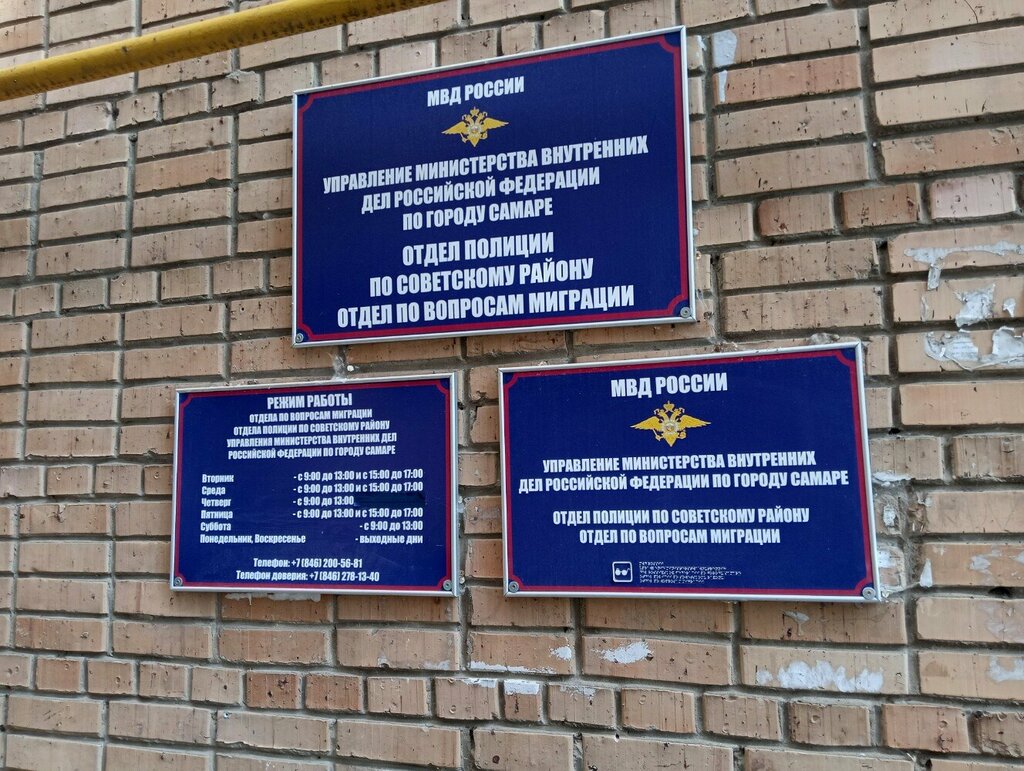 МВД РОССИИ
УПРАВЛЕНИЕ МИНИСТЕРСТВА ВНУТРЕННИХ
ДЕЛ РОССИЙСКОЙ ФЕДЕРАЦИИ
ПО ГОРОДУ САМАРЕ
ОТДЕЛ ПОЛИЦИИ
ПО СОВЕТСКОМУ РАЙОНУ
ОТДЕЛ ПО ВОПРОСАМ МИГРАЦИИ
РЕЖИМ РАБОТЫ
ОТДЕЛА ПО ВОПРОСАМ МИГРАЦИИ
ОТДЕЛА ПОЛИЦИИ ПО СОВЕТСКОМУ РАЙОНУ
УПРАВЛЕНИЯ МИНИСТЕРСТВА ВНУТРЕННИХ ДЕЛ
РОССИЙСКОЙ ФЕДЕРАЦИИ ПО ГОРОДУ САМАРЕ
Вторник - с 9:00 до 13:00 и с 15:00 до 17:00
Среда - с 9:00 до 13:00 и с 15:00 до 17:00
Четверг - с 9:00 до 13:00
Пятница - с 9:00 до 13:00 и с 15:00 до 17:00
Суббота - с 9:00 до 13:00
Понедельник, Воскресенье - выходные дни
Телефон: +7 (846) 200-56-81
Телефон доверия: +7 (846) 278-13-40
МВД РОССИИ
УПРАВЛЕНИЕ МИНИСТЕРСТВА ВНУТРЕННИХ
ДЕЛ РОССИЙСКОЙ ФЕДЕРАЦИИ ПО ГОРОДУ САМАРЕ
ОТДЕЛ ПОЛИЦИИ ПО СОВЕТСКОМУ РАЙОНУ
ОТДЕЛ ПО ВОПРОСАМ МИГРАЦИИ